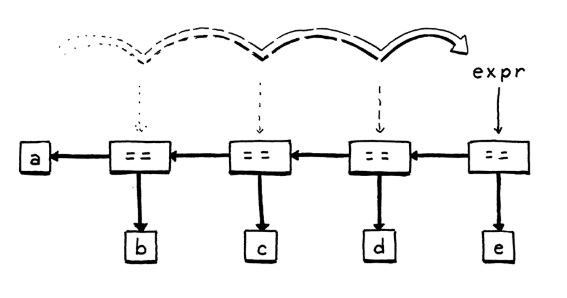 expr
a == == == ==
b c d e